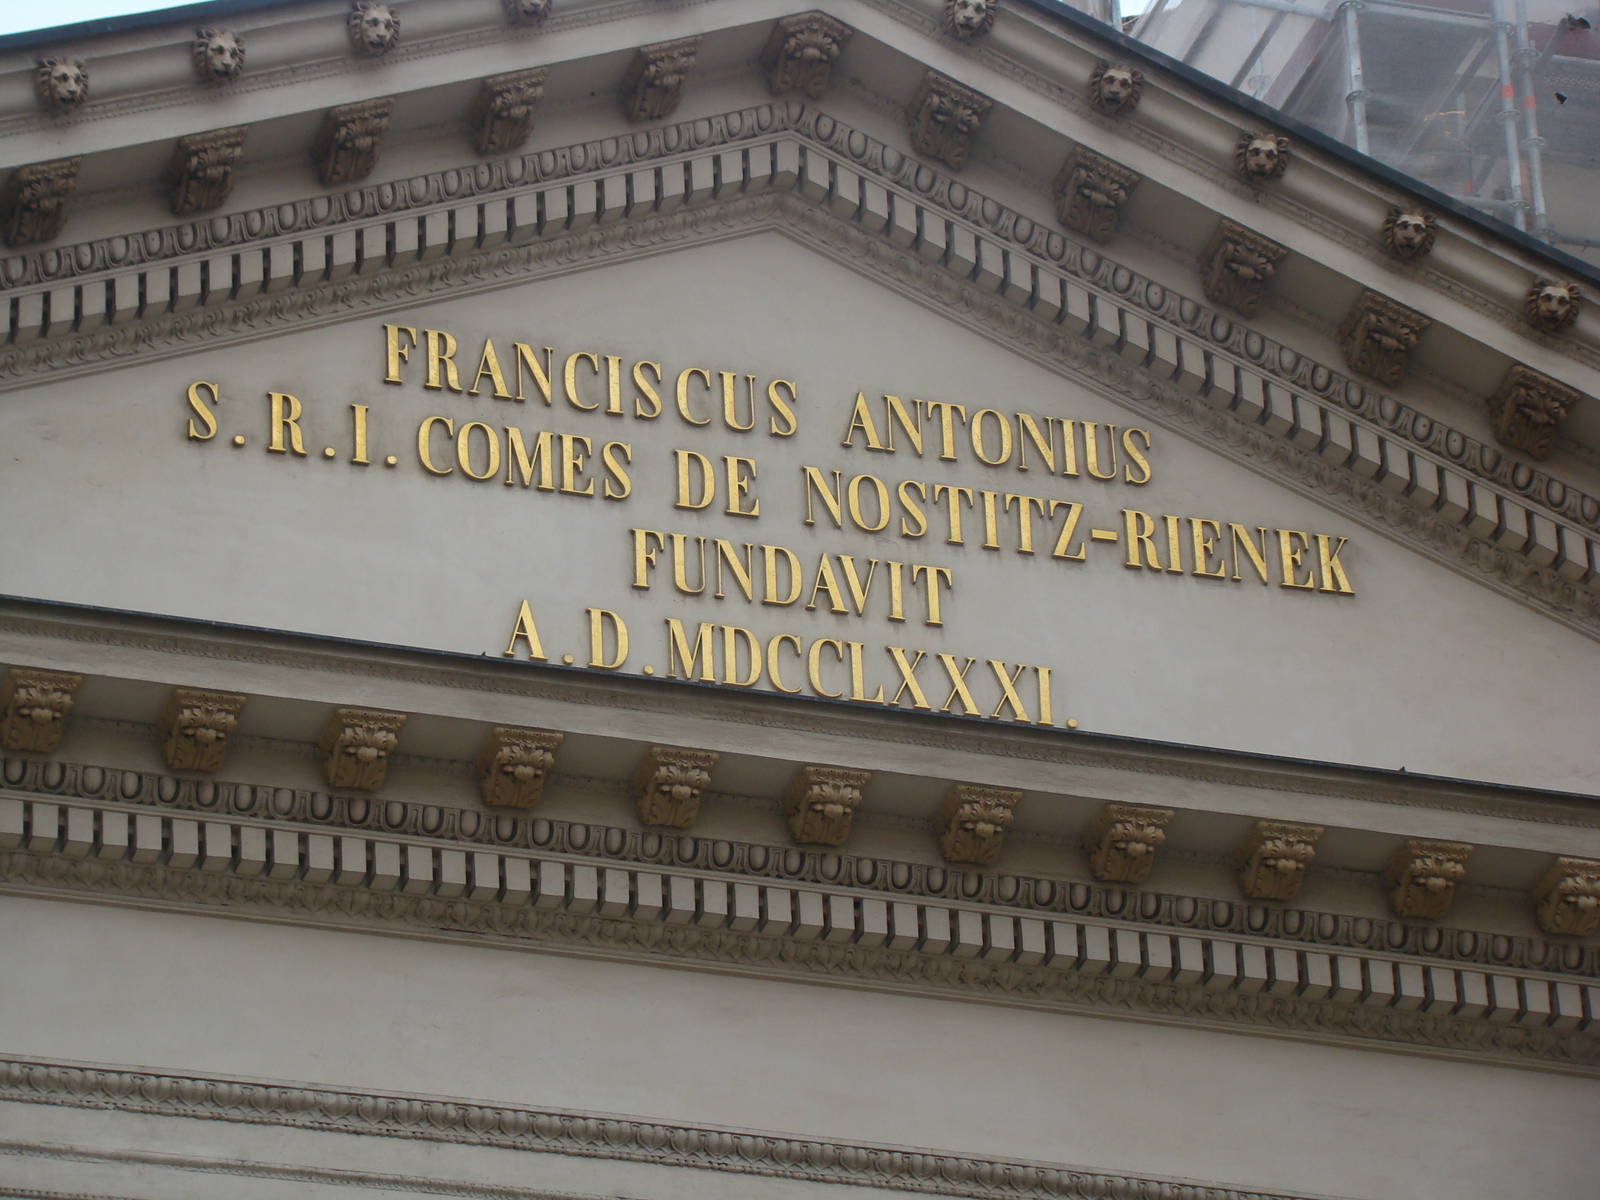 FRANCISCUS ANTONIUS
S.R.I. COMES DE NOSTITZ-RIENEK
FUNDAVIT
A.D. MDCCLXXXI.